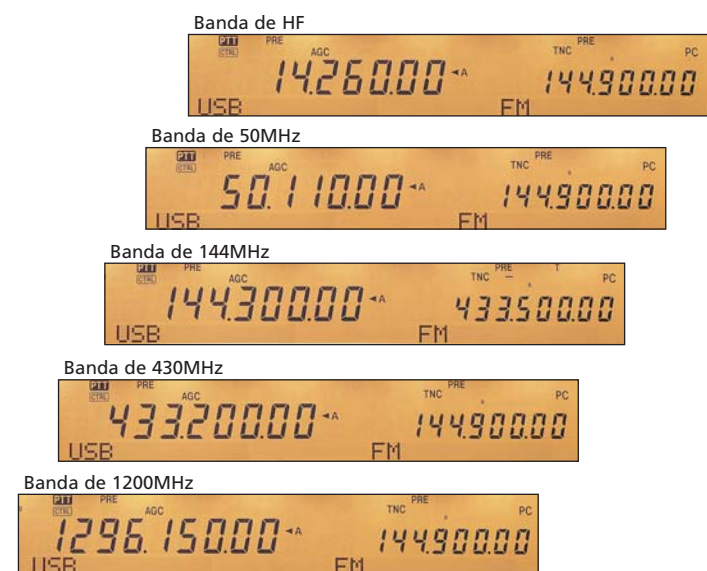 Banda de HF
PTT PRE PRE
CTRL AGC TNC PC
14.260.00 ◄A 144.900.00
USB FM
Banda de 50MHz
PTT PRE PRE
CTRL AGC TNC PC
50.110.00 ◄A 144.900.00
USB FM
Banda de 144MHz
PTT PRE PRE T
CTRL AGC TNC PC
144.300.00 ◄A 433.500.00
USB FM
Banda de 430MHz
PTT PRE PRE
CTRL AGC TNC PC
433.200.00 ◄A 144.900.00
USB FM
Banda de 1200MHz
PTT PRE PRE
CTRL AGC TNC PC
1296.150.00 ◄A 144.900.00
USB FM